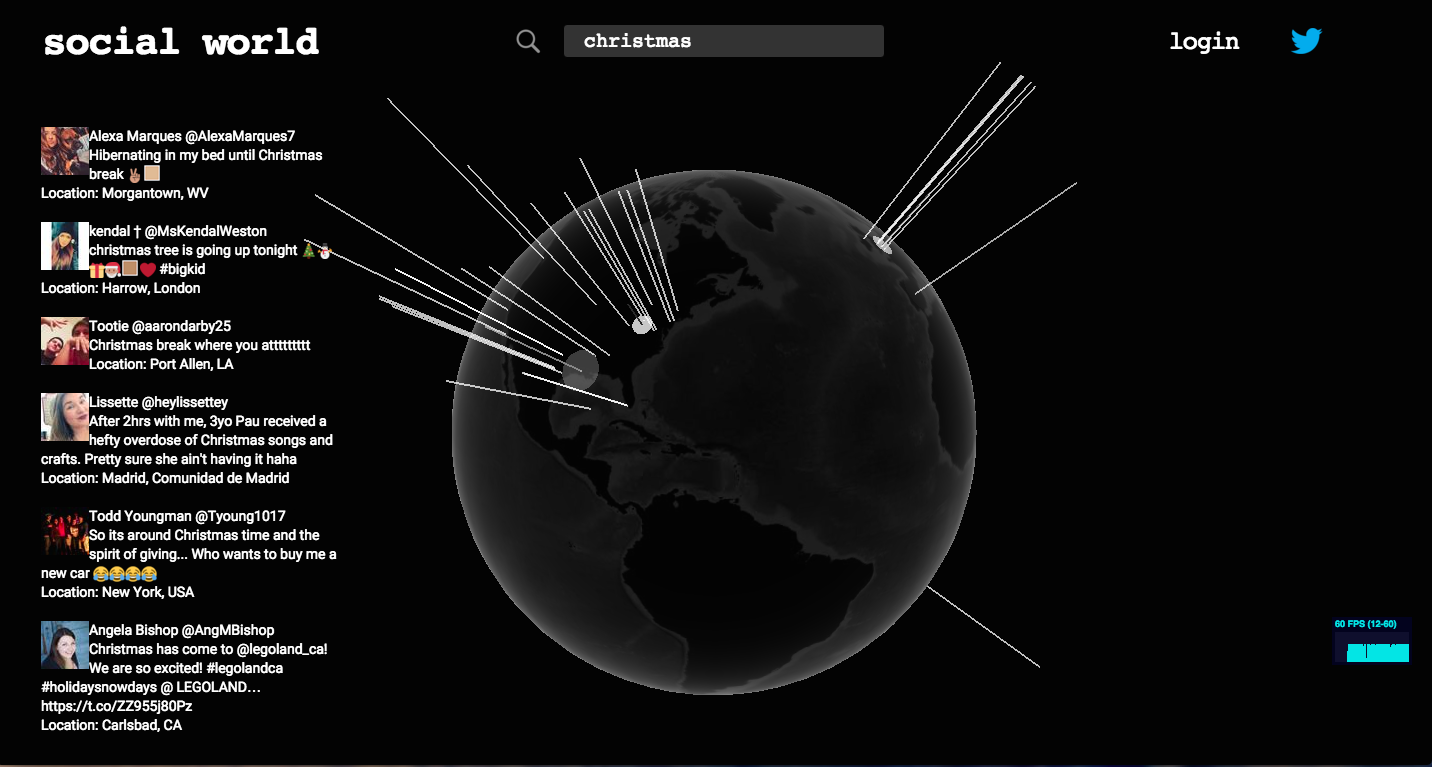 social world
christmas
login
Alexa Marques @AlexaMarques7
Hibernating in my bed until Christmas
break ✌🏼
Location: Morgantown, WV
kendal † @MsKendalWeston
christmas tree is going up tonight 🎄⛄
🎁🎅🏽❤ #bigkid
Location: Harrow, London
Tootie @aarondarby25
Christmas break where you attttttttt
Location: Port Allen, LA
Lissette @heylissettey
After 2hrs with me, 3yo Pau received a
hefty overdose of Christmas songs and
crafts. Pretty sure she ain't having it haha
Location: Madrid, Comunidad de Madrid
Todd Youngman @Tyoung1017
So its around Christmas time and the
spirit of giving... Who wants to buy me a
new car 😂😂😂😂
Location: New York, USA
Angela Bishop @AngMBishop
Christmas has come to @legoland_ca!
We are so excited! #legolandca
#holidaysnowdays @ LEGOLAND…
https://t.co/ZZ955j80Pz
Location: Carlsbad, CA
60 FPS (12-60)